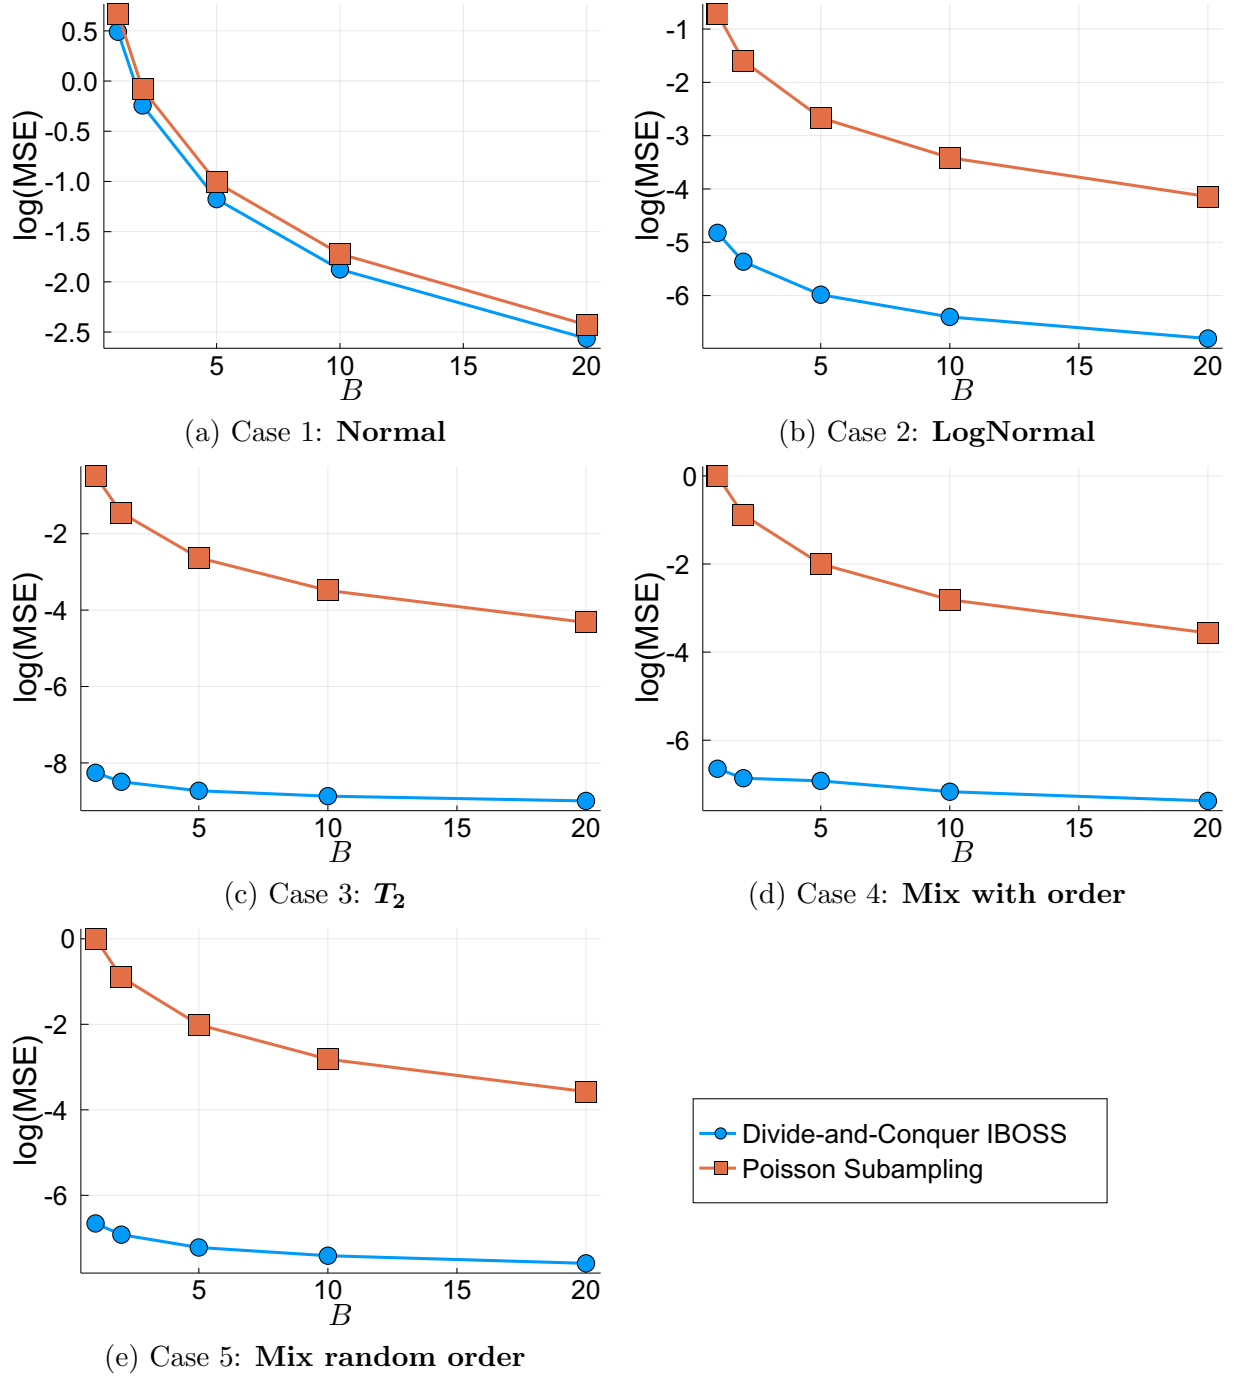 log(MSE)
0.5
0.0
-0.5
-1.0
-1.5
-2.0
-2.5
5 10 15 20
B
(a) Case 1: Normal
log(MSE)
-1
-2
-3
-4
-5
-6
5 10 15 20
B
(b) Case 2: LogNormal
log(MSE)
-2
-4
-6
-8
5 10 15 20
B
(c) Case 3: T2
log(MSE)
0
-2
-4
-6
5 10 15 20
B
(d) Case 4: Mix with order
log(MSE)
0
-2
-4
-6
5 10 15 20
B
(e) Case 5: Mix random order
Divide-and-Conquer IBOSS
Poisson Subampling